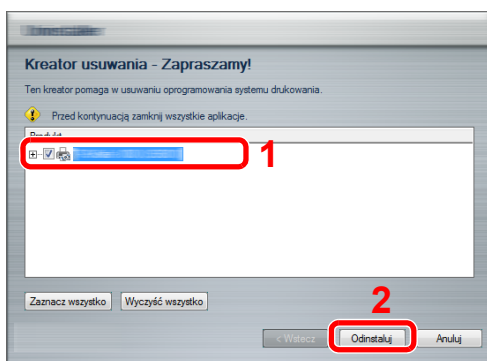 Kreator usuwania - Zapraszamy!
Ten kreator pomaga w usuwaniu oprogramowania systemu drukowania.
Przed kontynuacją zamknij wszystkie aplikacje.
Produkt
1
Zaznacz wszystko Wyczyść wszystko
2
< Wstecz Odinstaluj Anuluj